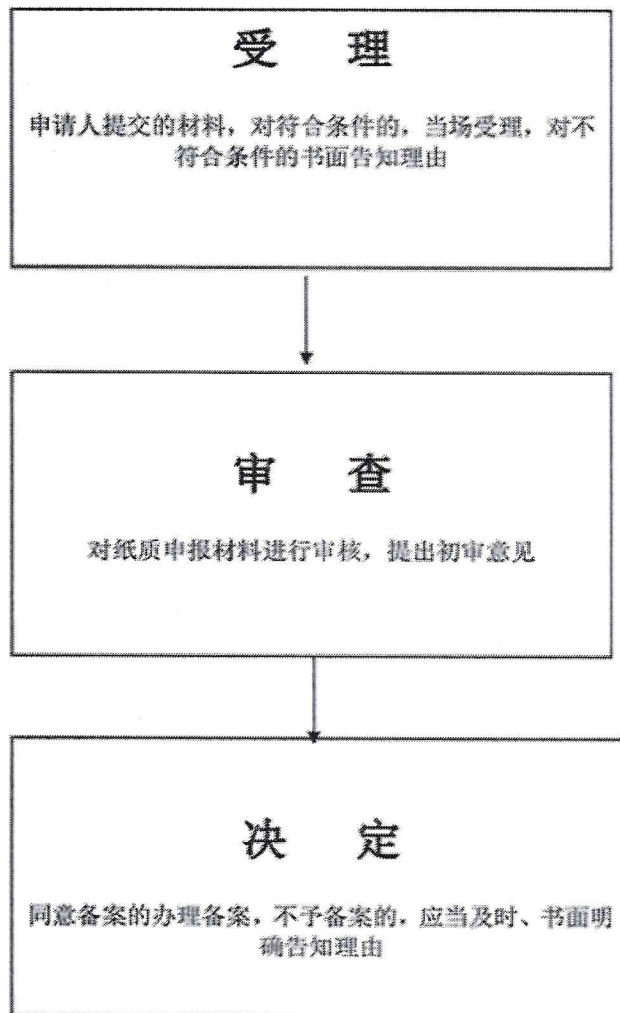 受 理
申请人提交的材料，对符合条件的，当场受理，对不
符合条件的书面告知理由
审 查
对纸质申报材料进行审核，提出初审意见
决 定
同意备案的办理备案，不予备案的，应当及时、书面明
确告知理由